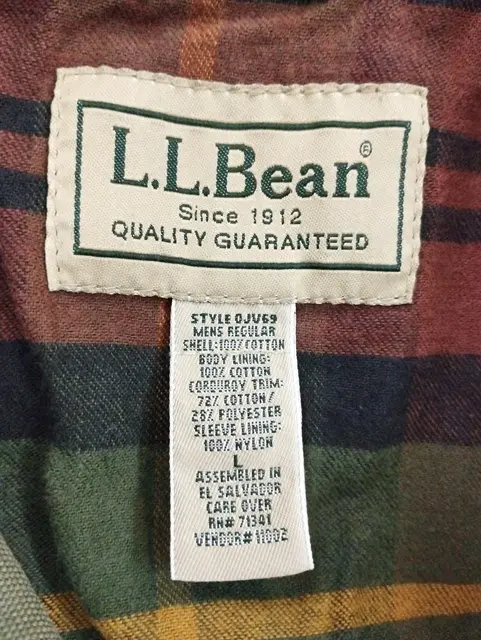 L.L.Bean®
Since 1912
QUALITY GUARANTEED
STYLE 0JV69
MENS REGULAR
SHELL:100% COTTON
BODY LINING:
100% COTTON
CORDUROY TRIM:
72% COTTON/
28% POLYESTER
SLEEVE LINING:
100% NYLON
L
ASSEMBLED IN
EL SALVADOR
CARE OVER
RN# 71341
VENDOR# 11002